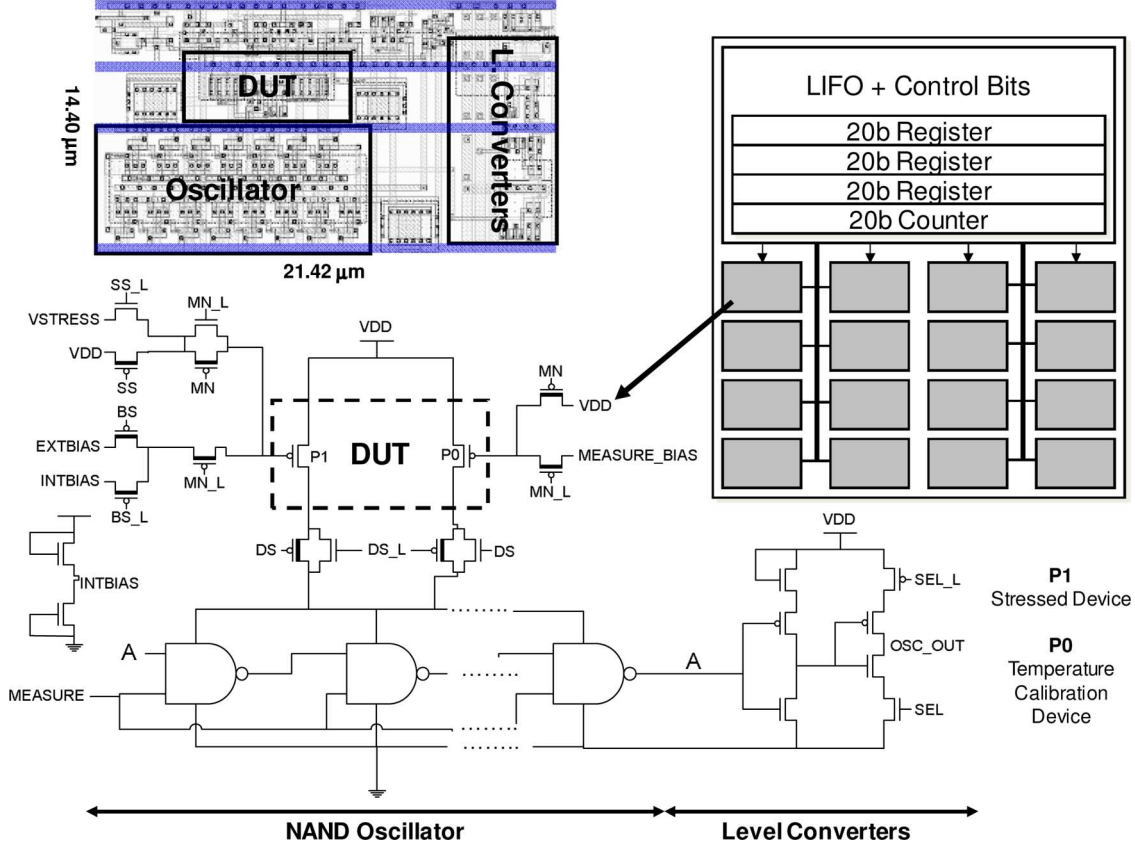 DUT
L. Converters
Oscillator
14.40 µm
21.42 µm
LIFO + Control Bits
20b Register
20b Register
20b Register
20b Counter
SS_L
MN_L
VSTRESS
VDD
SS
MN
BS
EXTBIAS
INTBIAS
MN_L
BS_L
VDD
P1
DUT
P0
MN
VDD
MEASURE_BIAS
MN_L
DS
DS_L
DS
INTBIAS
VDD
SEL_L
OSC_OUT
SEL
P1
Stressed Device
P0
Temperature
Calibration
Device
A
A
MEASURE
NAND Oscillator
Level Converters